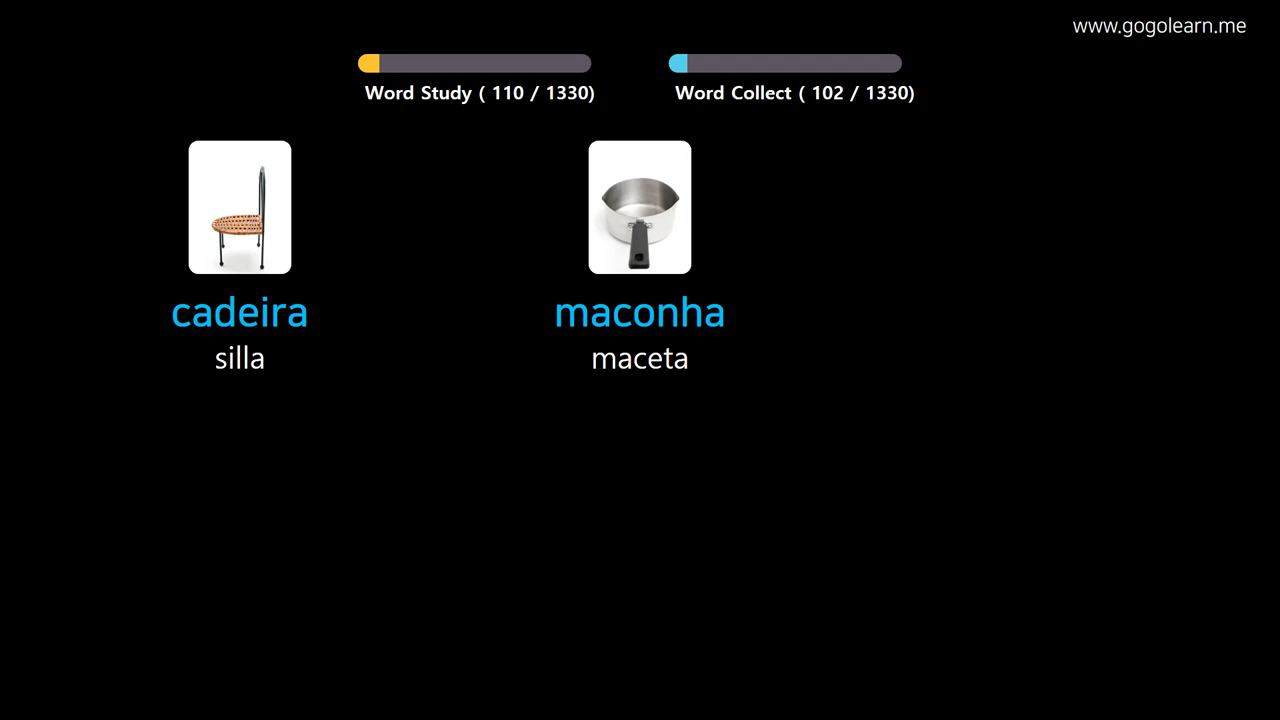 www.gogolearn.me
Word Study ( 110 / 1330)
Word Collect ( 102 / 1330)
cadeira
maconha
silla
maceta